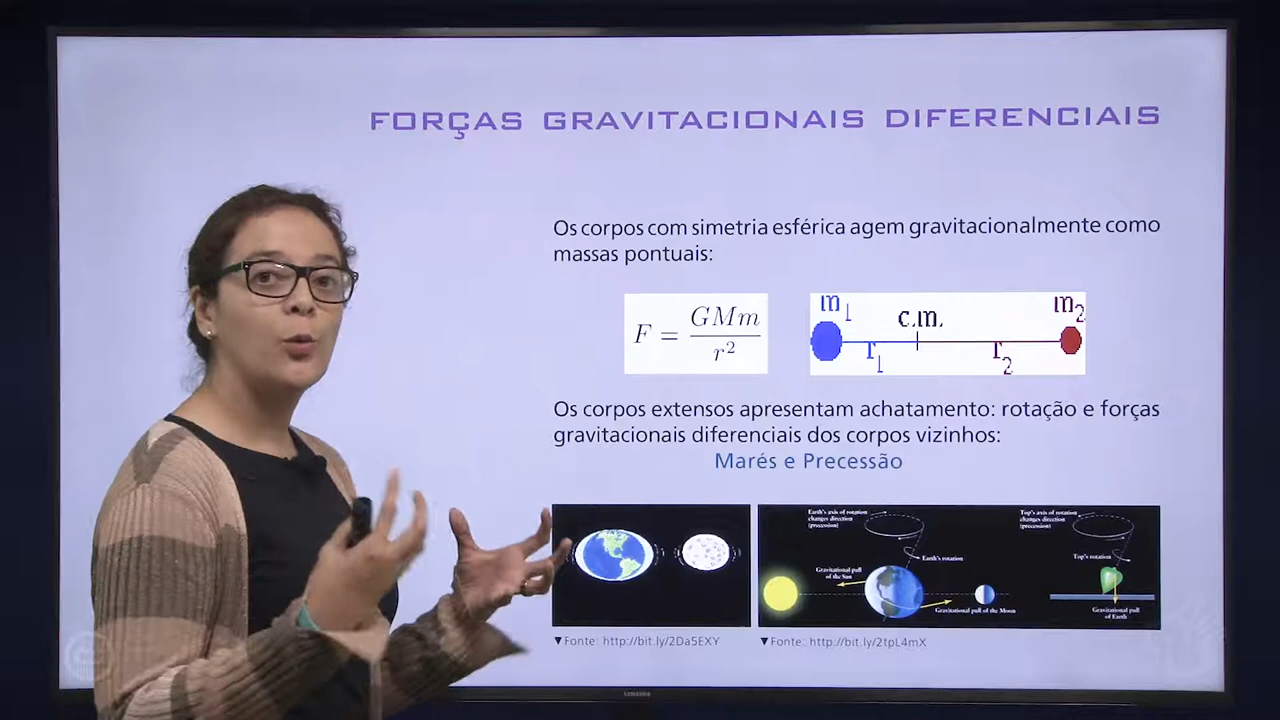 FORÇAS GRAVITACIONAIS DIFERENCIAIS
Os corpos com simetria esférica agem gravitacionalmente como
massas pontuais:
F = GMm / r²
m₁
c.m.
m₂
r₁
r₂
Os corpos extensos apresentam achatamento: rotação e forças
gravitacionais diferenciais dos corpos vizinhos:
Marés e Precessão
Earth's axis of rotation
changes direction
(precession)
Earth's rotation
Gravitational pull
of the Sun
Gravitational pull of the Moon
Top's axis of rotation
changes direction
(precession)
Top's rotation
Gravitational pull
of Earth
▼Fonte: http://bit.ly/2Da5EXY
▼Fonte: http://bit.ly/2tpL4mX
SAMSUNG